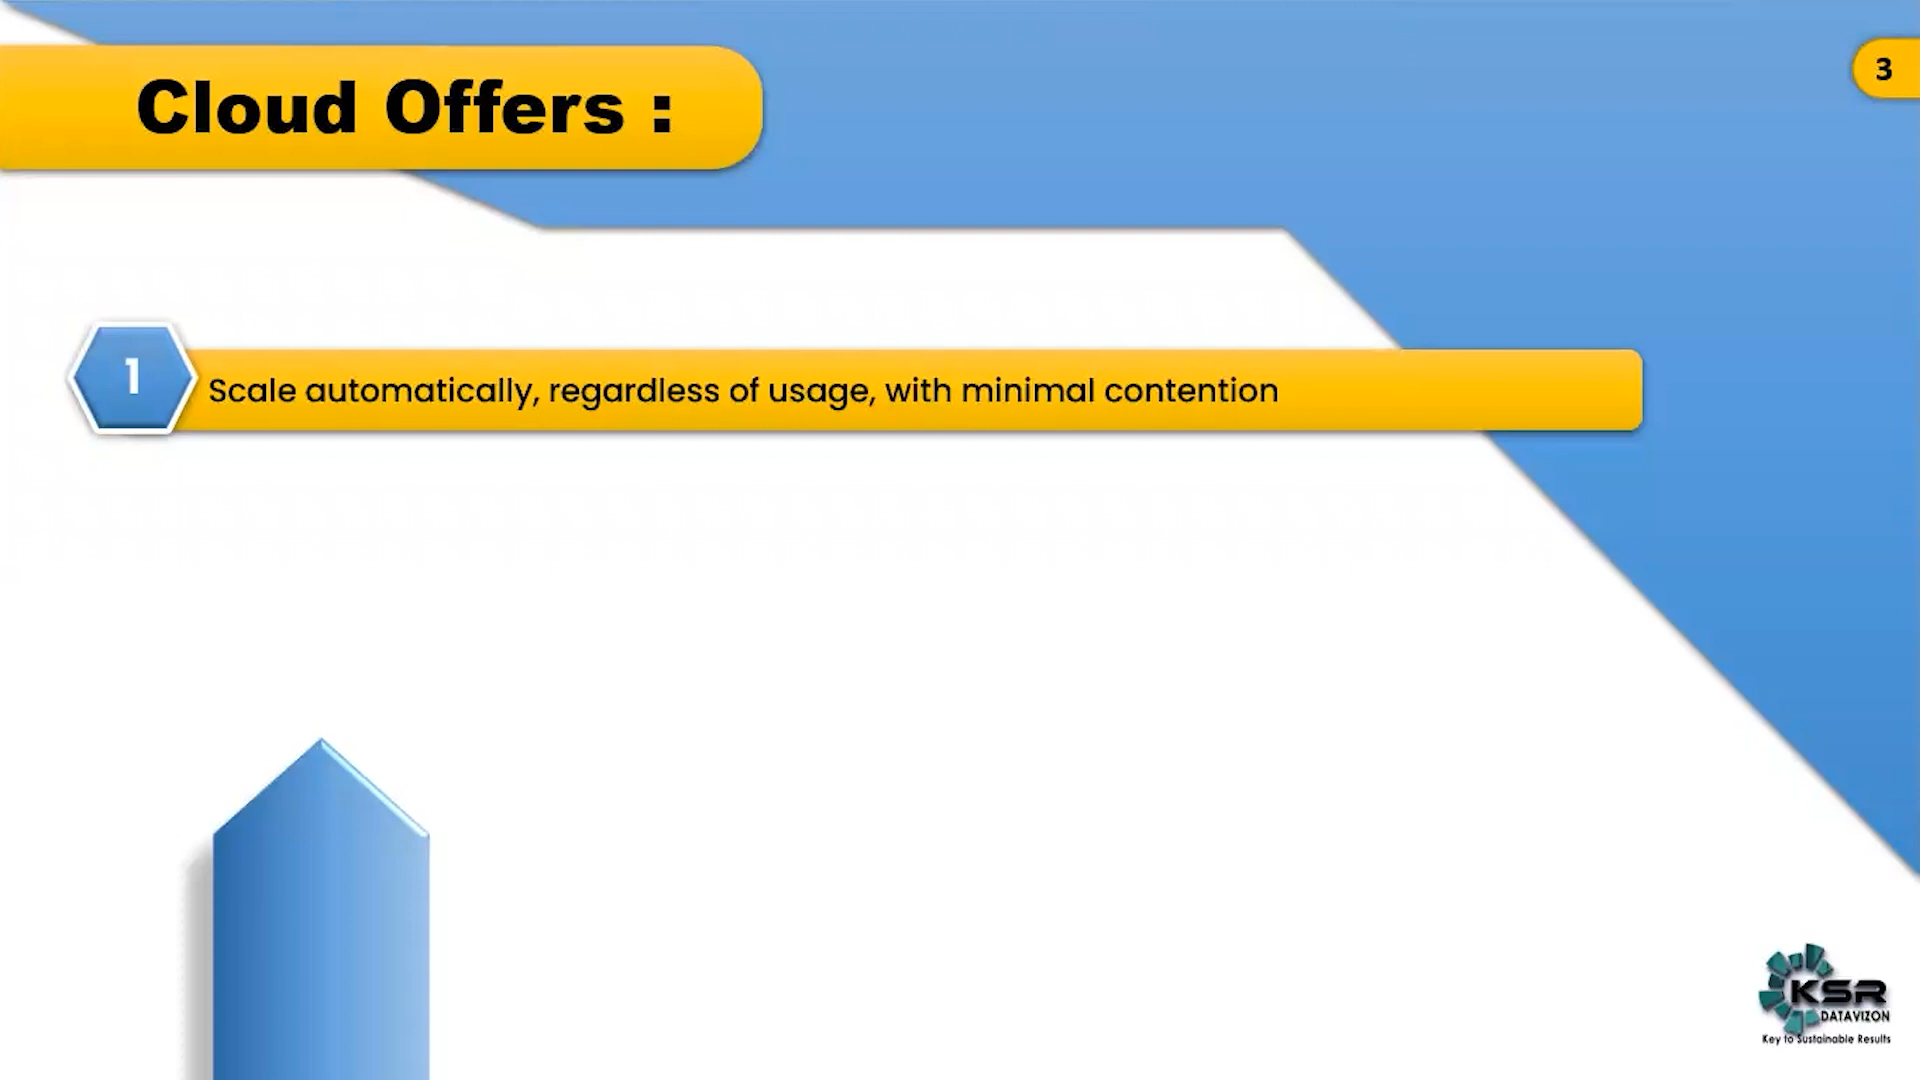 Cloud Offers :
3
1
Scale automatically, regardless of usage, with minimal contention
KSR
DATAVIZON
Key to Sustainable Results